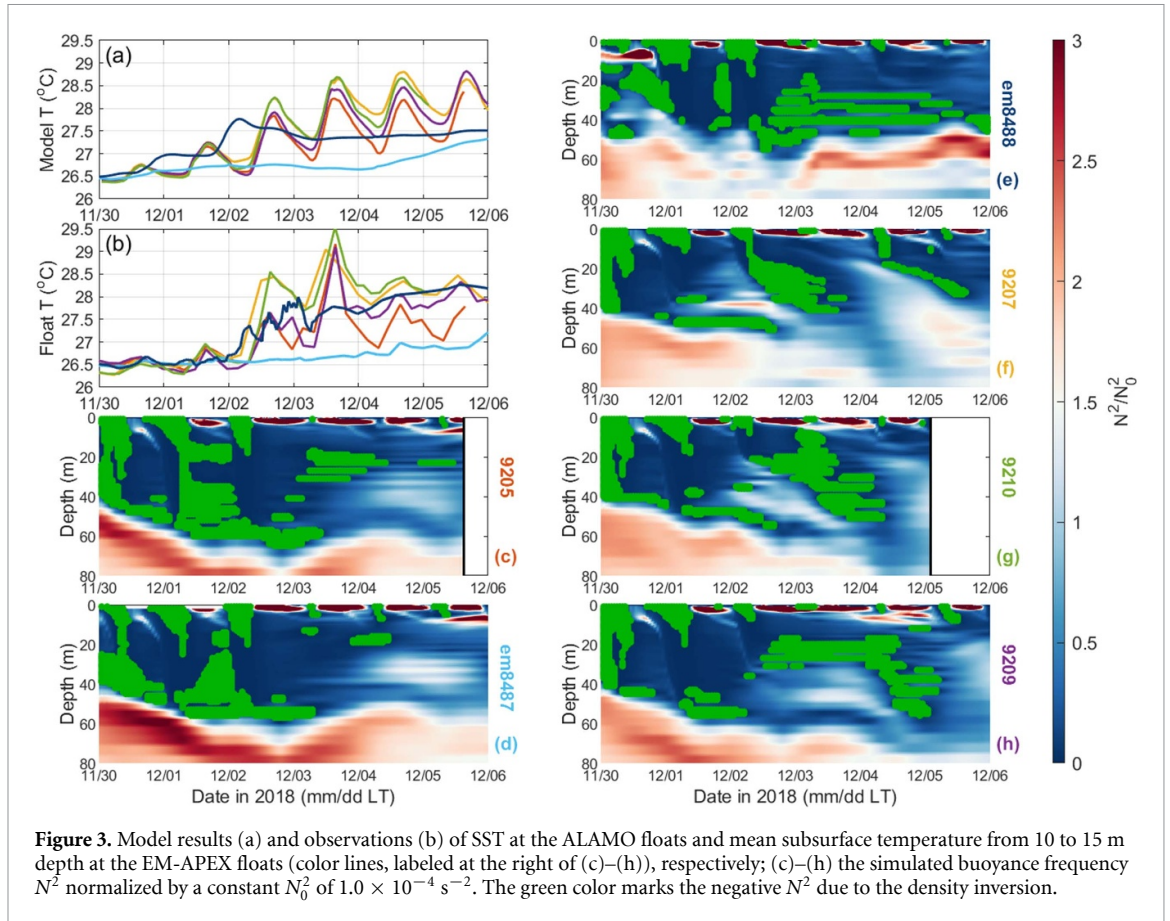 (a)
Model T (°C)
29.5
29
28.5
28
27.5
27
26.5
26
11/30 12/01 12/02 12/03 12/04 12/05 12/06
(b)
Float T (°C)
29.5
29
28.5
28
27.5
27
26.5
26
11/30 12/01 12/02 12/03 12/04 12/05 12/06
Depth (m)
0
20
40
60
80
9205
(c)
11/30 12/01 12/02 12/03 12/04 12/05 12/06
Depth (m)
0
20
40
60
80
em8487
(d)
11/30 12/01 12/02 12/03 12/04 12/05 12/06
Date in 2018 (mm/dd LT)
Depth (m)
0
20
40
60
80
em8488
(e)
11/30 12/01 12/02 12/03 12/04 12/05 12/06
Depth (m)
0
20
40
60
80
9207
(f)
11/30 12/01 12/02 12/03 12/04 12/05 12/06
Depth (m)
0
20
40
60
80
9210
(g)
11/30 12/01 12/02 12/03 12/04 12/05 12/06
Depth (m)
0
20
40
60
80
9209
(h)
11/30 12/01 12/02 12/03 12/04 12/05 12/06
Date in 2018 (mm/dd LT)
3
2.5
2
1.5
1
0.5
0
N²/N₀²
Figure 3. Model results (a) and observations (b) of SST at the ALAMO floats and mean subsurface temperature from 10 to 15 m
depth at the EM-APEX floats (color lines, labeled at the right of (c)–(h)), respectively; (c)–(h) the simulated buoyance frequency
N² normalized by a constant N₀² of 1.0 × 10⁻⁴ s⁻². The green color marks the negative N² due to the density inversion.